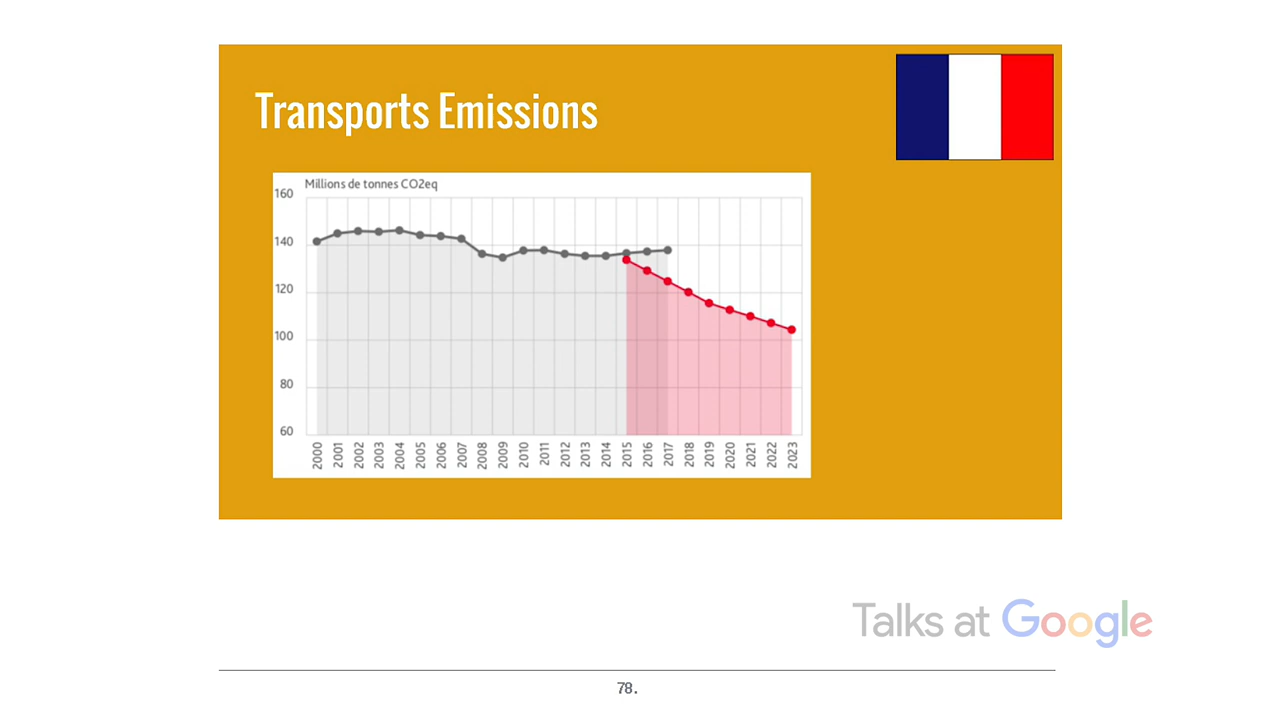 Transports Emissions
Millions de tonnes CO2eq
160
140
120
100
80
60
2000 2001 2002 2003 2004 2005 2006 2007 2008 2009 2010 2011 2012 2013 2014 2015 2016 2017 2018 2019 2020 2021 2022 2023
Talks at Google
78.